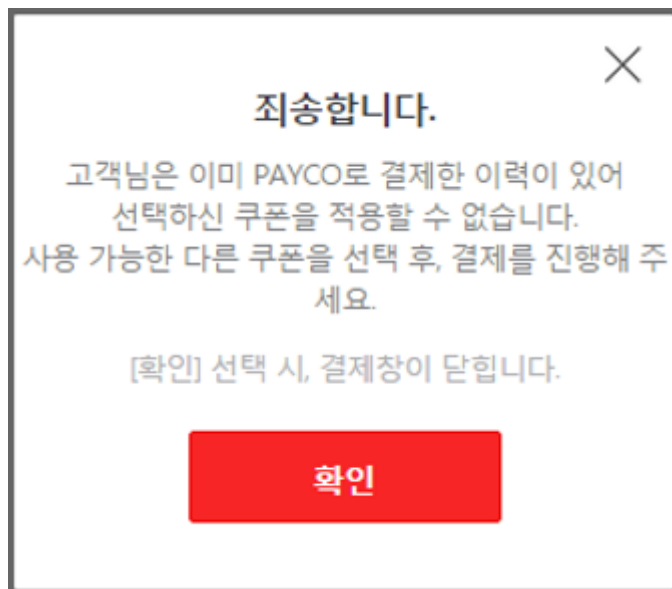 죄송합니다.
고객님은 이미 PAYCO로 결제한 이력이 있어
선택하신 쿠폰을 적용할 수 없습니다.
사용 가능한 다른 쿠폰을 선택 후, 결제를 진행해 주
세요.
[확인] 선택 시, 결제창이 닫힙니다.
확인